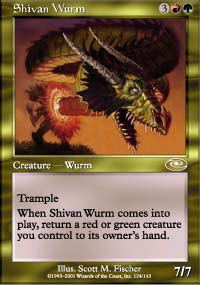 Shivan Wurm 3
Creature — Wurm
Trample
When Shivan Wurm comes into
play, return a red or green creature
you control to its owner's hand.
Illus. Scott M. Fischer
©1993-2001 Wizards of the Coast, Inc. 124/143
7/7